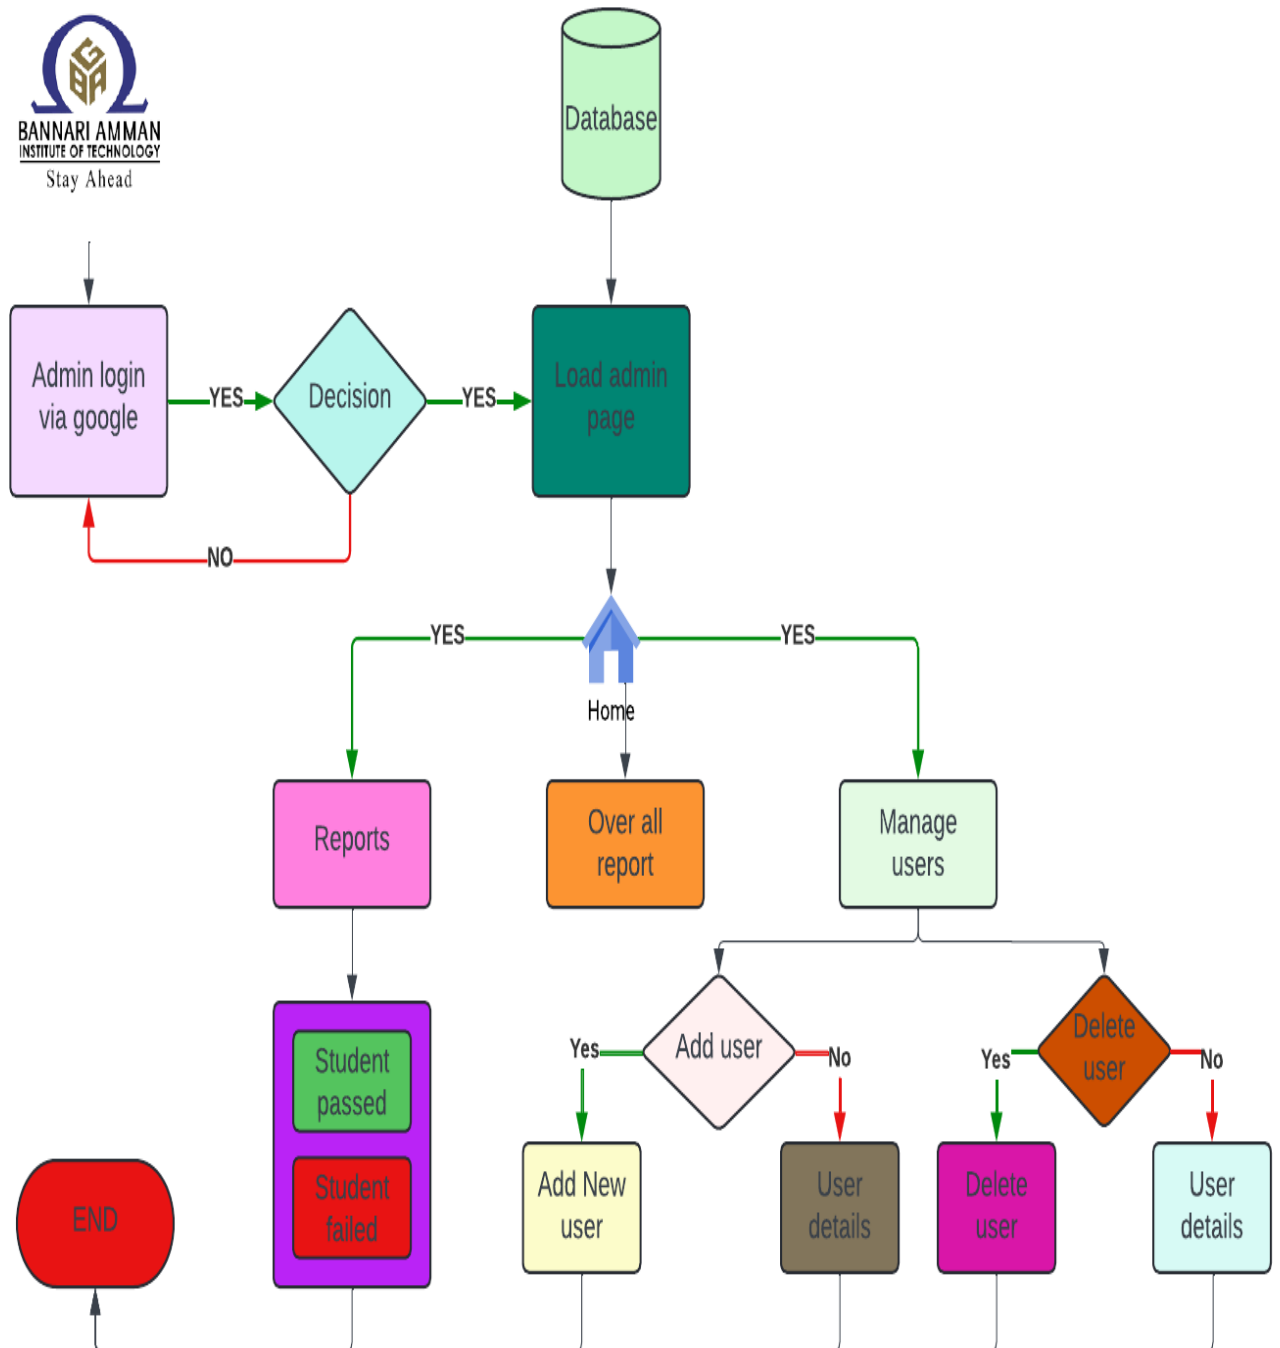 BANNARI AMMAN
INSTITUTE OF TECHNOLOGY
Stay Ahead
Database
Admin login
via google
YES
Decision
YES
Load admin
page
NO
YES
YES
Home
Reports
Over all
report
Manage
users
Student
passed
Student
failed
Add user
Yes
No
Delete
user
Yes
No
Add New
user
User
details
Delete
user
User
details
END